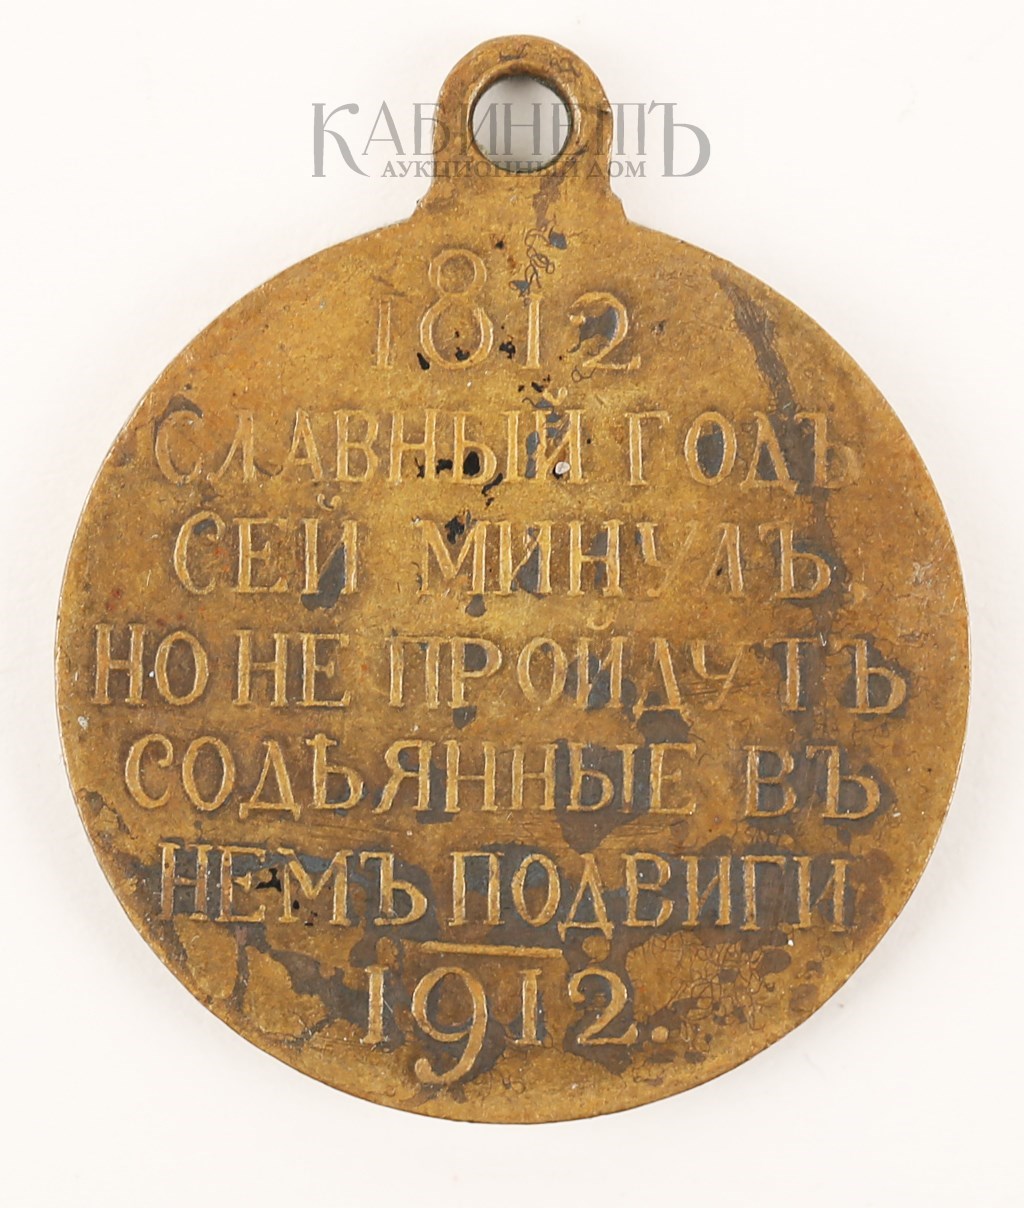 КАБИНЕТЪ
АУКЦИОННЫЙ ДОМ
1812
СЛАВНЫЙ ГОДЪ
СЕЙ МИНУЛЪ,
НО НЕ ПРОЙДУТЪ
СОДѢЯННЫЕ ВЪ
НЕМЪ ПОДВИГИ
1912.